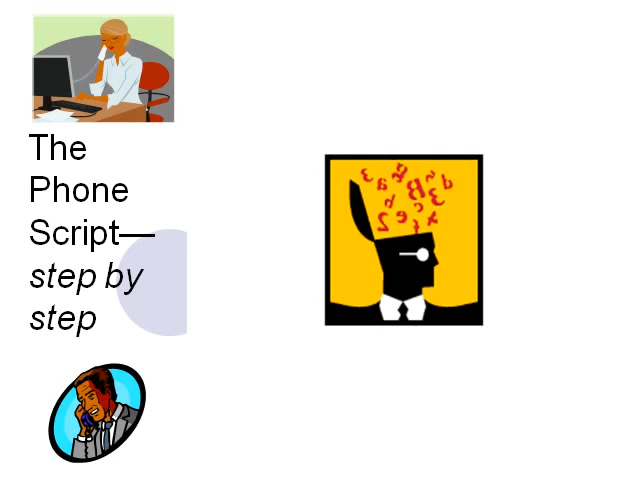 The
Phone
Script—
step by
step